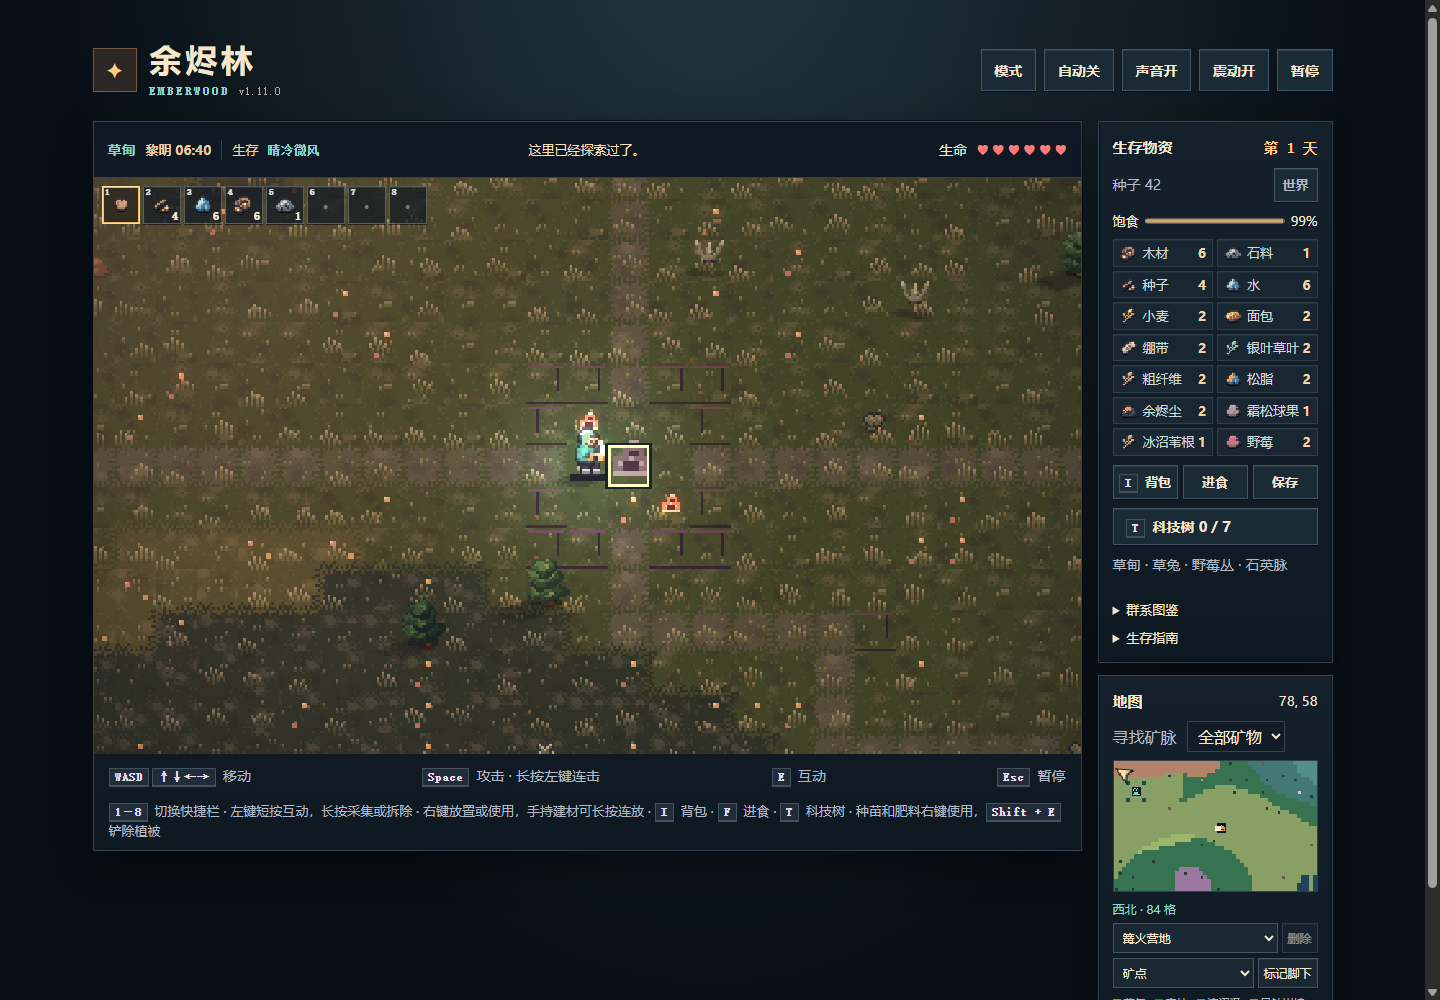 余烬林
EMBERWOOD v1.11.0
模式 自动关 声音开 震动开 暂停
草甸 黎明 06:40 生存 晴冷微风 这里已经探索过了。 生命
1 2 4 3 6 4 6 5 1 6 7 8
生存物资 第 1 天
种子 42 世界
饱食 99%
木材 6 石料 1
种子 4 水 6
小麦 2 面包 2
绷带 2 银叶草叶 2
粗纤维 2 松脂 2
余烬尘 2 霜松球果 1
冰沼苇根 1 野莓 2
I 背包 进食 保存
T 科技树 0 / 7
草甸 · 草兔 · 野莓丛 · 石英脉
▶ 群系图鉴
▶ 生存指南
地图 78, 58
寻找矿脉 全部矿物
西北 · 84 格
篝火营地 删除
矿点 标记脚下
WASD ↑↓←→ 移动 Space 攻击 · 长按左键连击 E 互动 Esc 暂停
1–8 切换快捷栏 · 左键短按互动，长按采集或拆除 · 右键放置或使用，手持建材可长按连放 · I 背包 · F 进食 · T 科技树 · 种苗和肥料右键使用， Shift + E
铲除植被